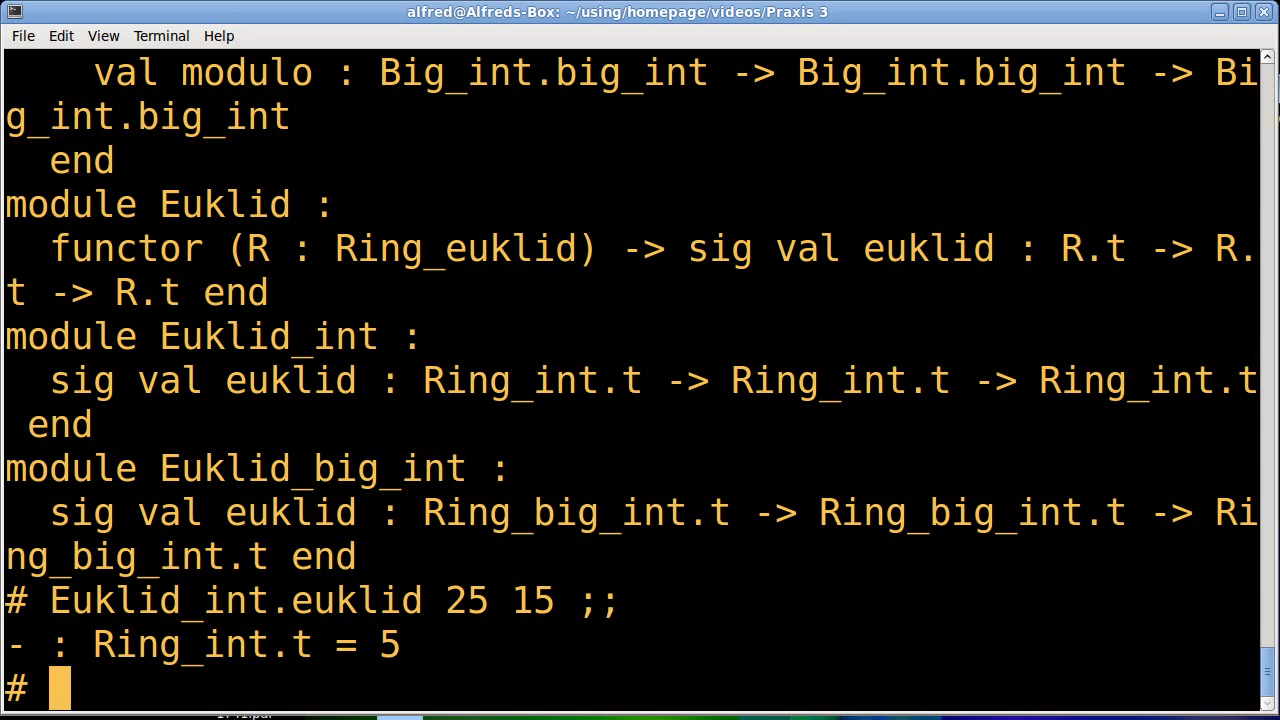 alfred@Alfreds-Box: ~/using/homepage/videos/Praxis 3
File Edit View Terminal Help
val modulo : Big_int.big_int -> Big_int.big_int -> Bi
g_int.big_int
end
module Euklid :
functor (R : Ring_euklid) -> sig val euklid : R.t -> R.
t -> R.t end
module Euklid_int :
sig val euklid : Ring_int.t -> Ring_int.t -> Ring_int.t
end
module Euklid_big_int :
sig val euklid : Ring_big_int.t -> Ring_big_int.t -> Ri
ng_big_int.t end
# Euklid_int.euklid 25 15 ;;
- : Ring_int.t = 5
#